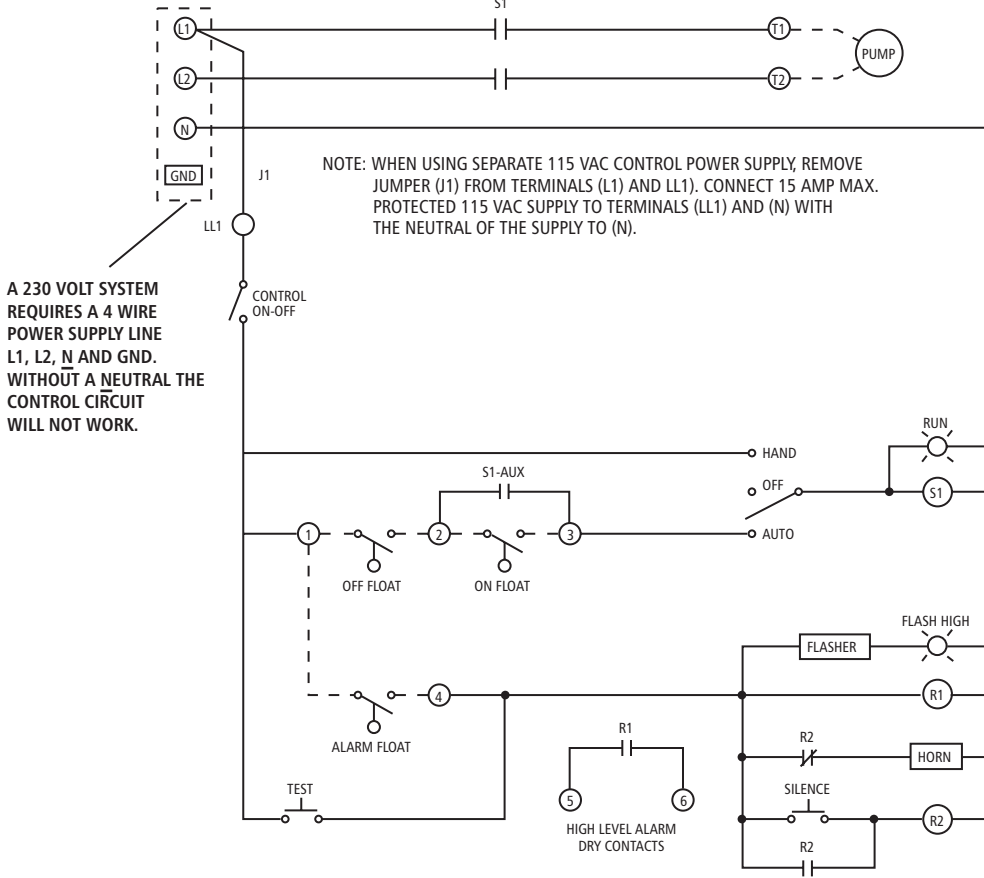 S1
L1
T1
PUMP
L2
T2
N
NOTE: WHEN USING SEPARATE 115 VAC CONTROL POWER SUPPLY, REMOVE
JUMPER (J1) FROM TERMINALS (L1) AND LL1). CONNECT 15 AMP MAX.
PROTECTED 115 VAC SUPPLY TO TERMINALS (LL1) AND (N) WITH
THE NEUTRAL OF THE SUPPLY TO (N).
GND
J1
LL1
A 230 VOLT SYSTEM
REQUIRES A 4 WIRE
POWER SUPPLY LINE
L1, L2, N AND GND.
WITHOUT A NEUTRAL THE
CONTROL CIRCUIT
WILL NOT WORK.
CONTROL
ON-OFF
RUN
HAND
S1-AUX
OFF
S1
1
2
3
AUTO
OFF FLOAT
ON FLOAT
FLASH HIGH
FLASHER
4
R1
ALARM FLOAT
R1
R2
HORN
TEST
5
6
SILENCE
R2
HIGH LEVEL ALARM
DRY CONTACTS
R2